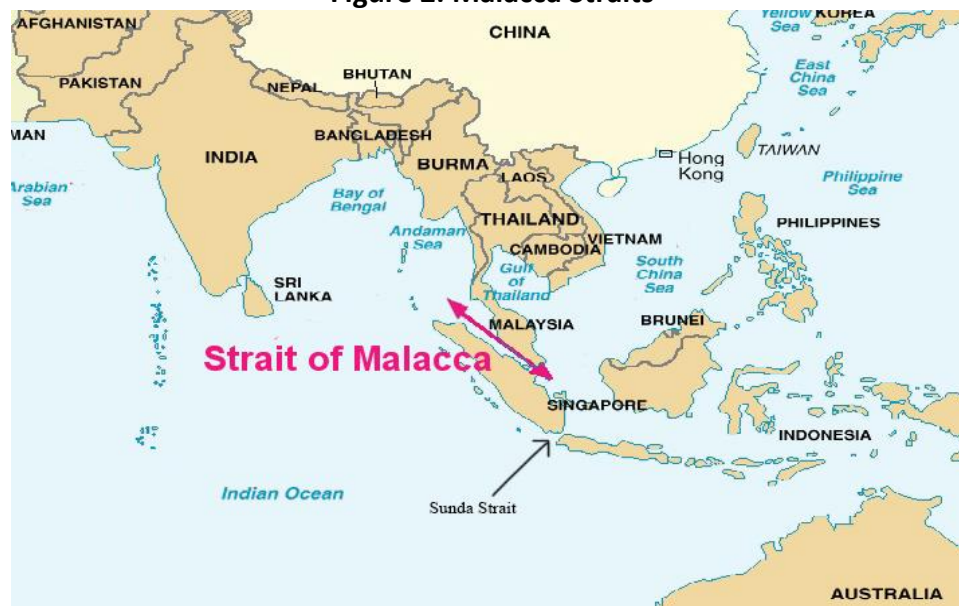 AFGHANISTAN
CHINA
Yellow
Sea
KOREA
PAKISTAN
NEPAL
BHUTAN
East
China
Sea
MAN
BANGLADESH
INDIA
BURMA
Hong
Kong
TAIWAN
LAOS
Arabian
Sea
Bay of
Bengal
Philippine
Sea
THAILAND
PHILIPPINES
Andaman
Sea
VIETNAM
CAMBODIA
Gulf
of
Thailand
South
China
Sea
SRI
LANKA
MALAYSIA
BRUNEI
Strait of Malacca
SINGAPORE
INDONESIA
Indian Ocean
Sunda Strait
AUSTRALIA